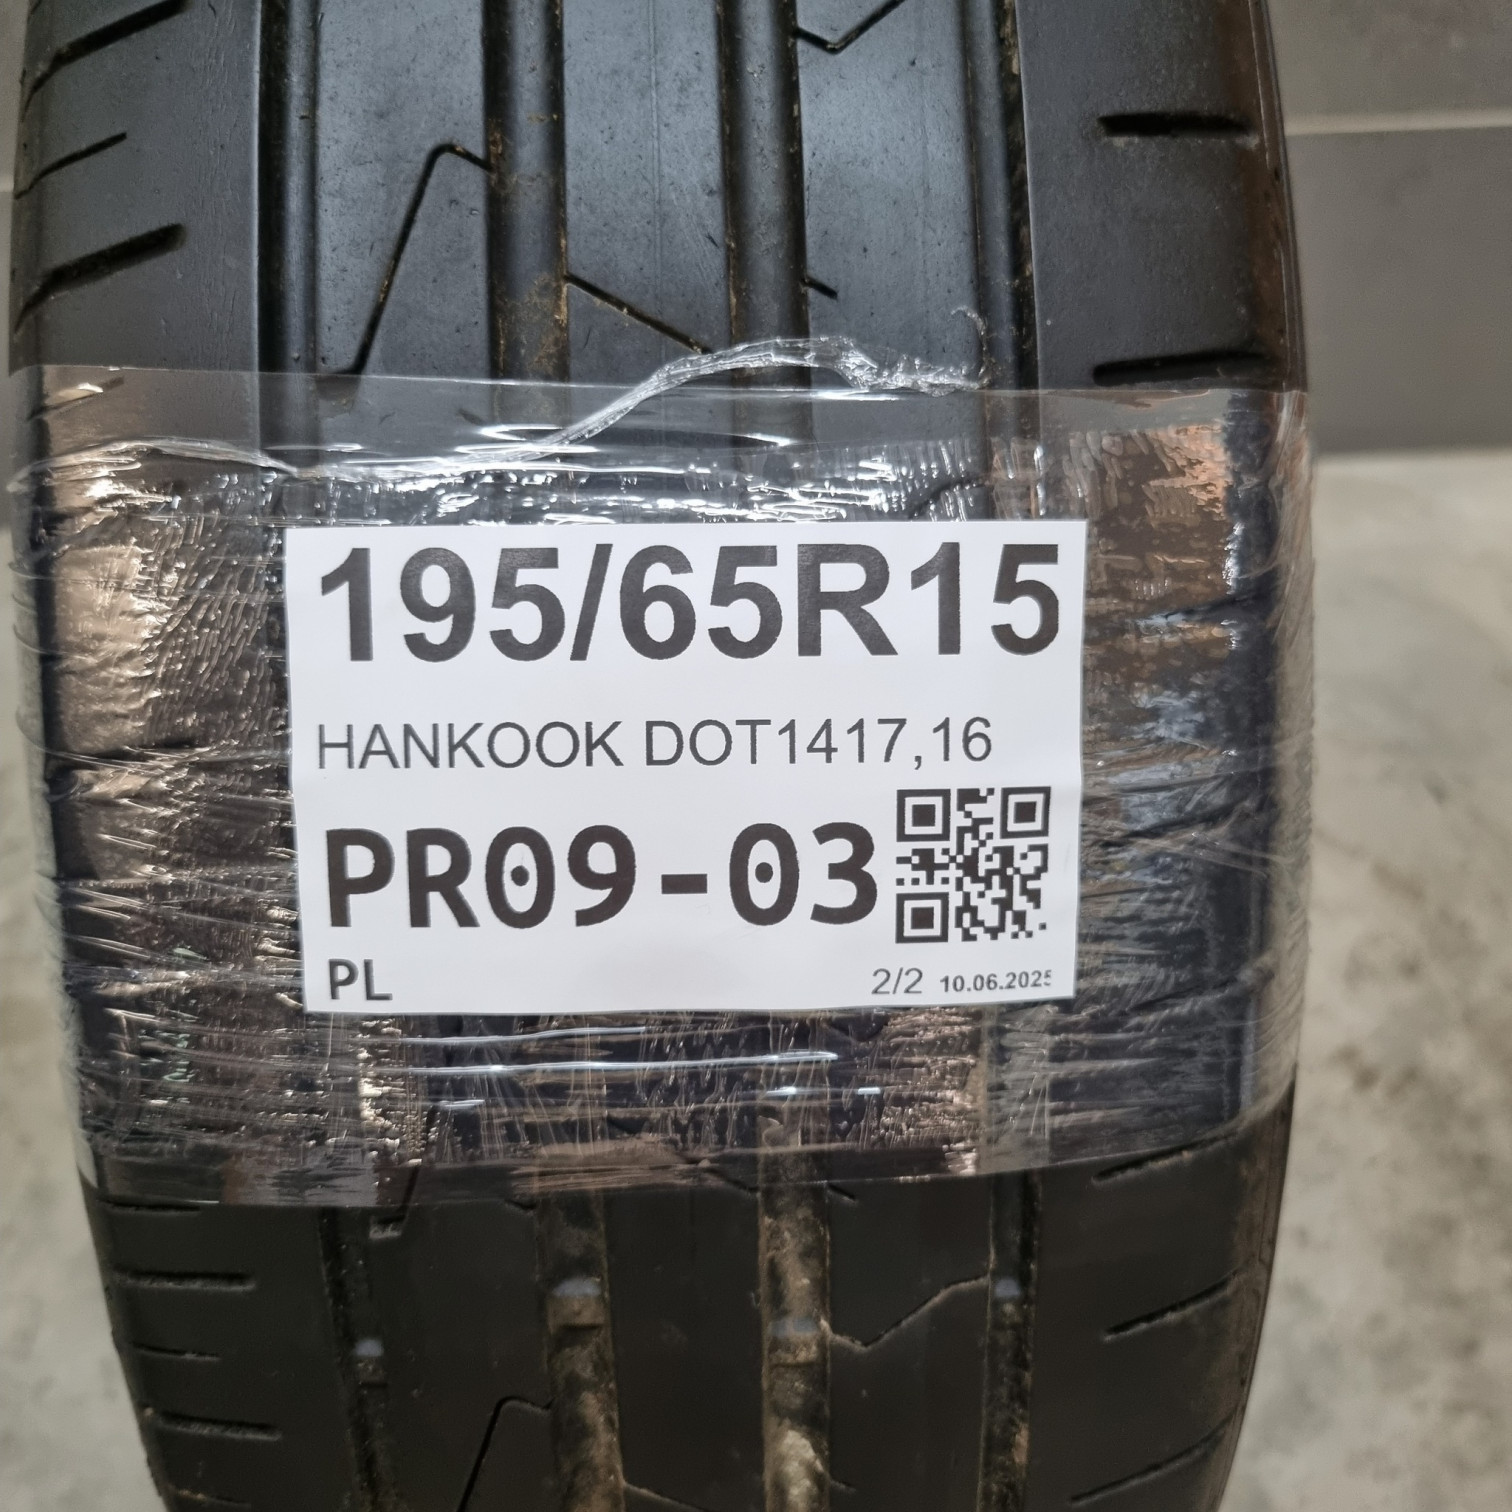 195/65R15
HANKOOK DOT1417,16
PR09-03
PL 2/2 10.06.2025